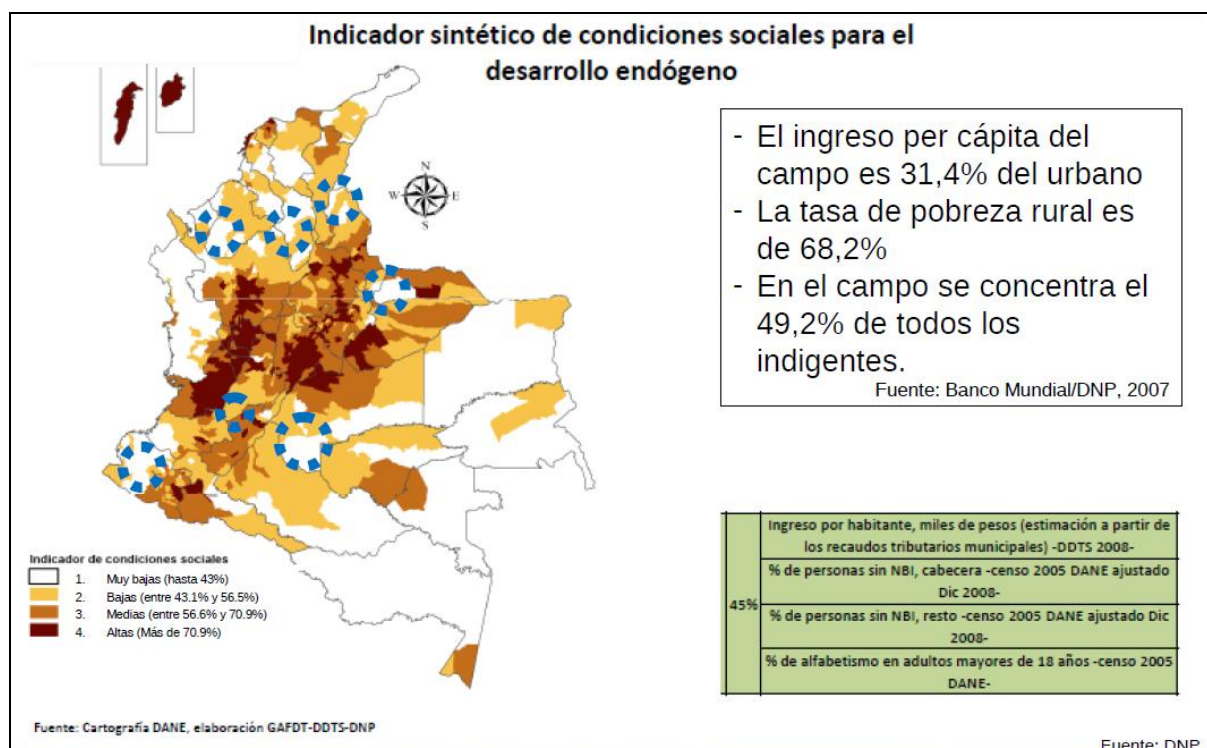 Indicador sintético de condiciones sociales para el
desarrollo endógeno
N
W
E
S
- El ingreso per cápita del
campo es 31,4% del urbano
- La tasa de pobreza rural es
de 68,2%
- En el campo se concentra el
49,2% de todos los
indigentes.
Fuente: Banco Mundial/DNP, 2007
Indicador de condiciones sociales
1. Muy bajas (hasta 43%)
2. Bajas (entre 43.1% y 56.5%)
3. Medias (entre 56.6% y 70.9%)
4. Altas (Más de 70.9%)
45%
Ingreso por habitante, miles de pesos (estimación a partir de
los recaudos tributarios municipales) -DDTS 2008-
% de personas sin NBI, cabecera -censo 2005 DANE ajustado
Dic 2008-
% de personas sin NBI, resto -censo 2005 DANE ajustado Dic
2008-
% de alfabetismo en adultos mayores de 18 años -censo 2005
DANE-
Fuente: Cartografía DANE, elaboración GAFDT-DDTS-DNP
Fuente: DNP